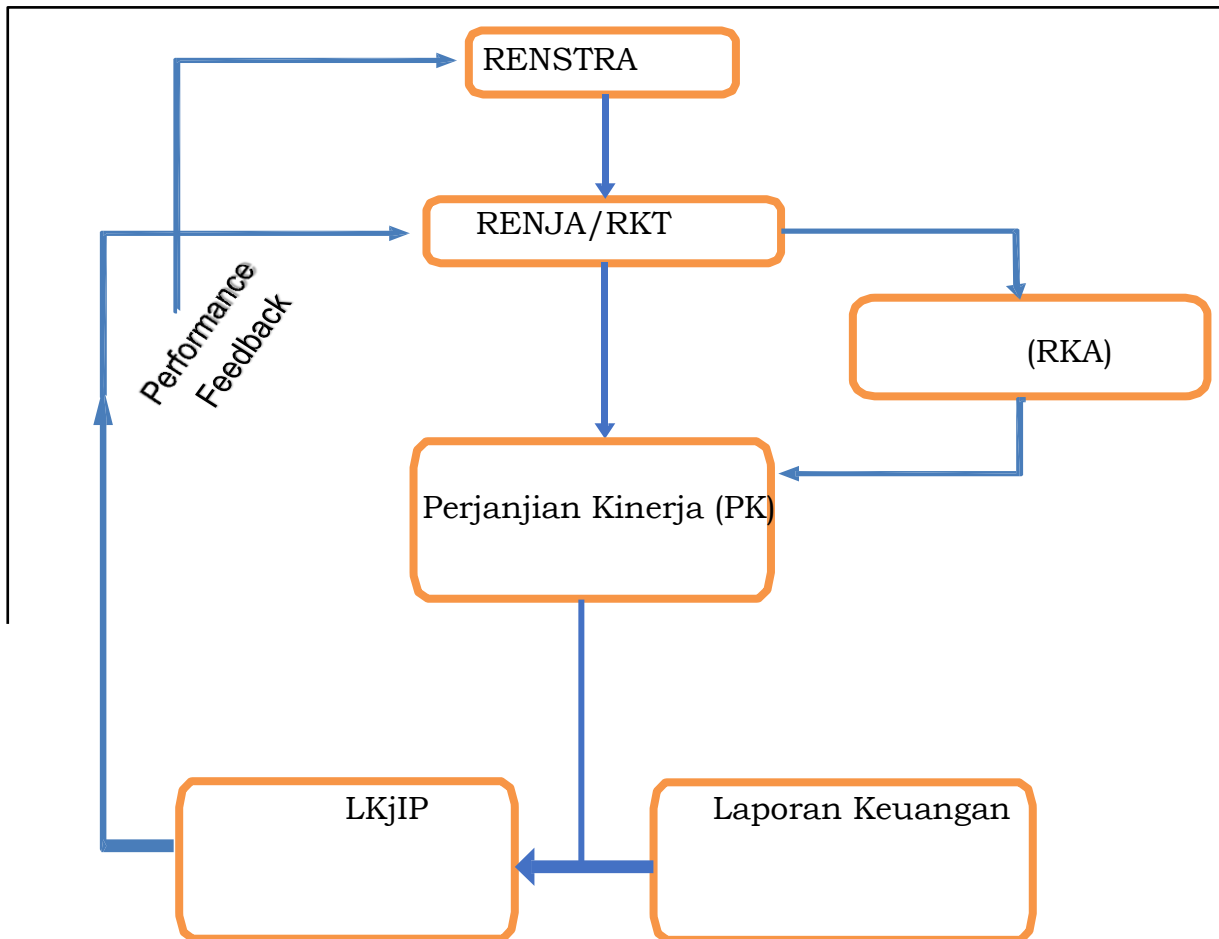 RENSTRA
RENJA/RKT
Performance
Feedback
(RKA)
Perjanjian Kinerja (PK)
LKjIP
Laporan Keuangan